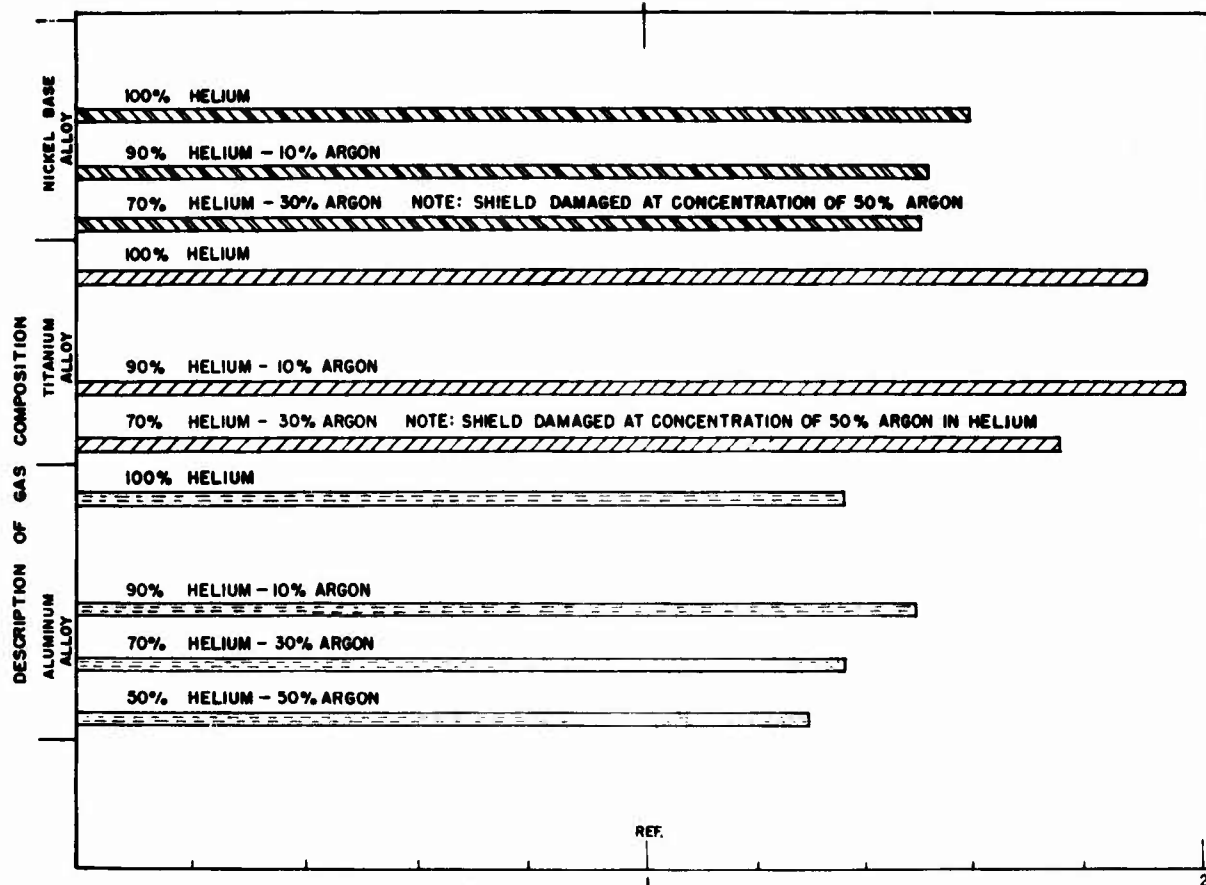 DESCRIPTION OF GAS COMPOSITION
NICKEL BASE
ALLOY
100% HELIUM
90% HELIUM - 10% ARGON
70% HELIUM - 30% ARGON NOTE: SHIELD DAMAGED AT CONCENTRATION OF 50% ARGON
TITANIUM
ALLOY
100% HELIUM
90% HELIUM - 10% ARGON
70% HELIUM - 30% ARGON NOTE: SHIELD DAMAGED AT CONCENTRATION OF 50% ARGON IN HELIUM
ALUMINUM
ALLOY
100% HELIUM
90% HELIUM - 10% ARGON
70% HELIUM - 30% ARGON
50% HELIUM - 50% ARGON
REF.
1
2